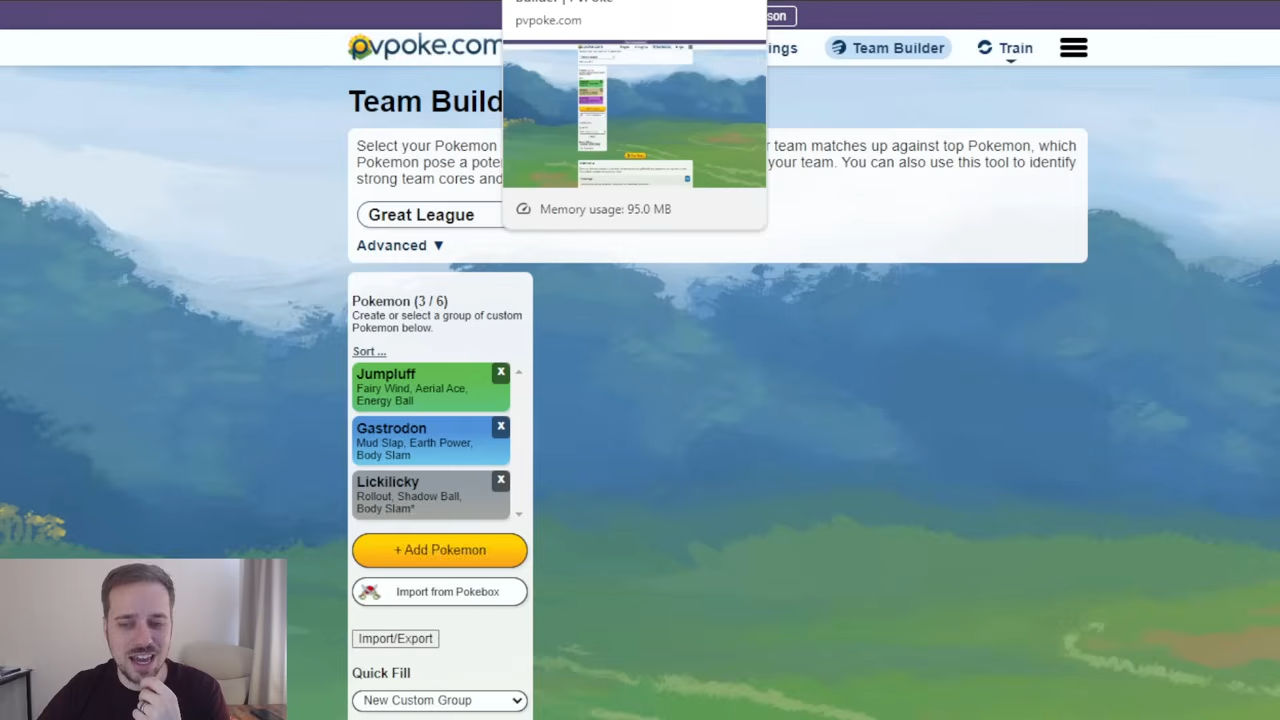 son
pvpoke.com
pvpoke.com
ings
Team Builder
Train
Team Build
Select your Pokemon
r team matches up against top Pokemon, which
Pokemon pose a poten
your team. You can also use this tool to identify
strong team cores and
Memory usage: 95.0 MB
Great League
Advanced ▼
Pokemon (3 / 6)
Create or select a group of custom
Pokemon below.
Sort ...
Jumpluff
x
Fairy Wind, Aerial Ace,
Energy Ball
Gastrodon
x
Mud Slap, Earth Power,
Body Slam
Lickilicky
x
Rollout, Shadow Ball,
Body Slam*
+ Add Pokemon
Import from Pokebox
Import/Export
Quick Fill
New Custom Group